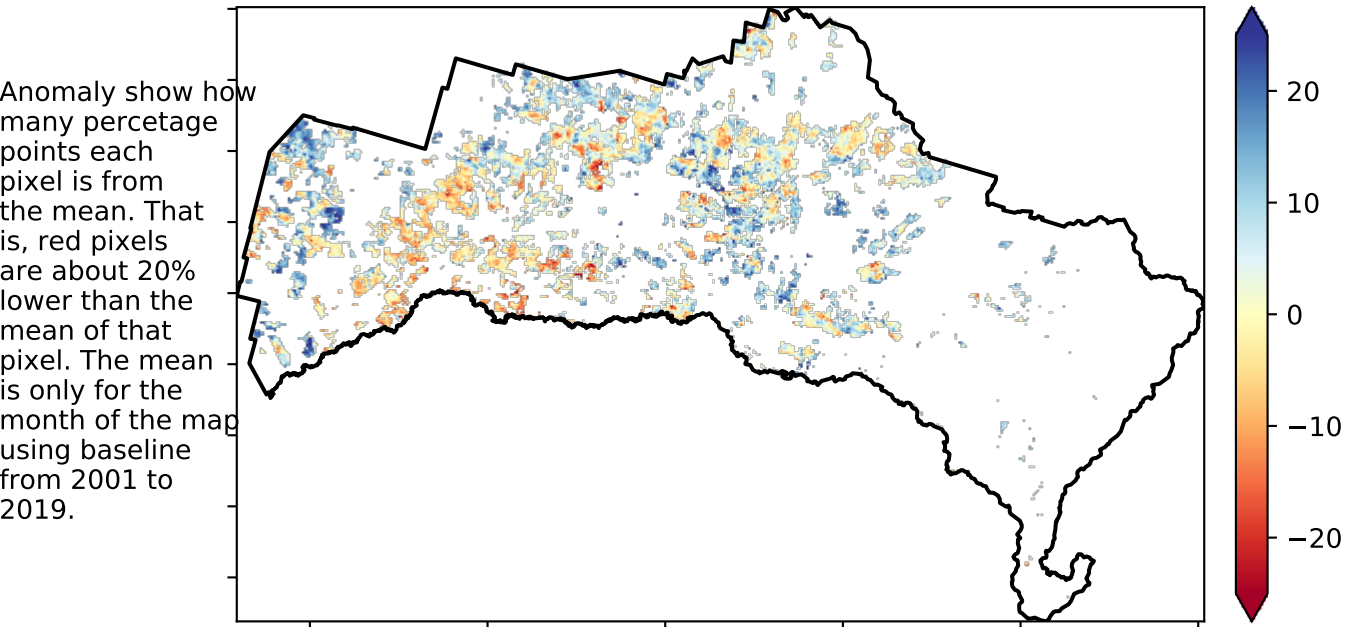 Anomaly show how
many percetage
points each
pixel is from
the mean. That
is, red pixels
are about 20%
lower than the
mean of that
pixel. The mean
is only for the
month of the map
using baseline
from 2001 to
2019.
20
10
0
−10
−20